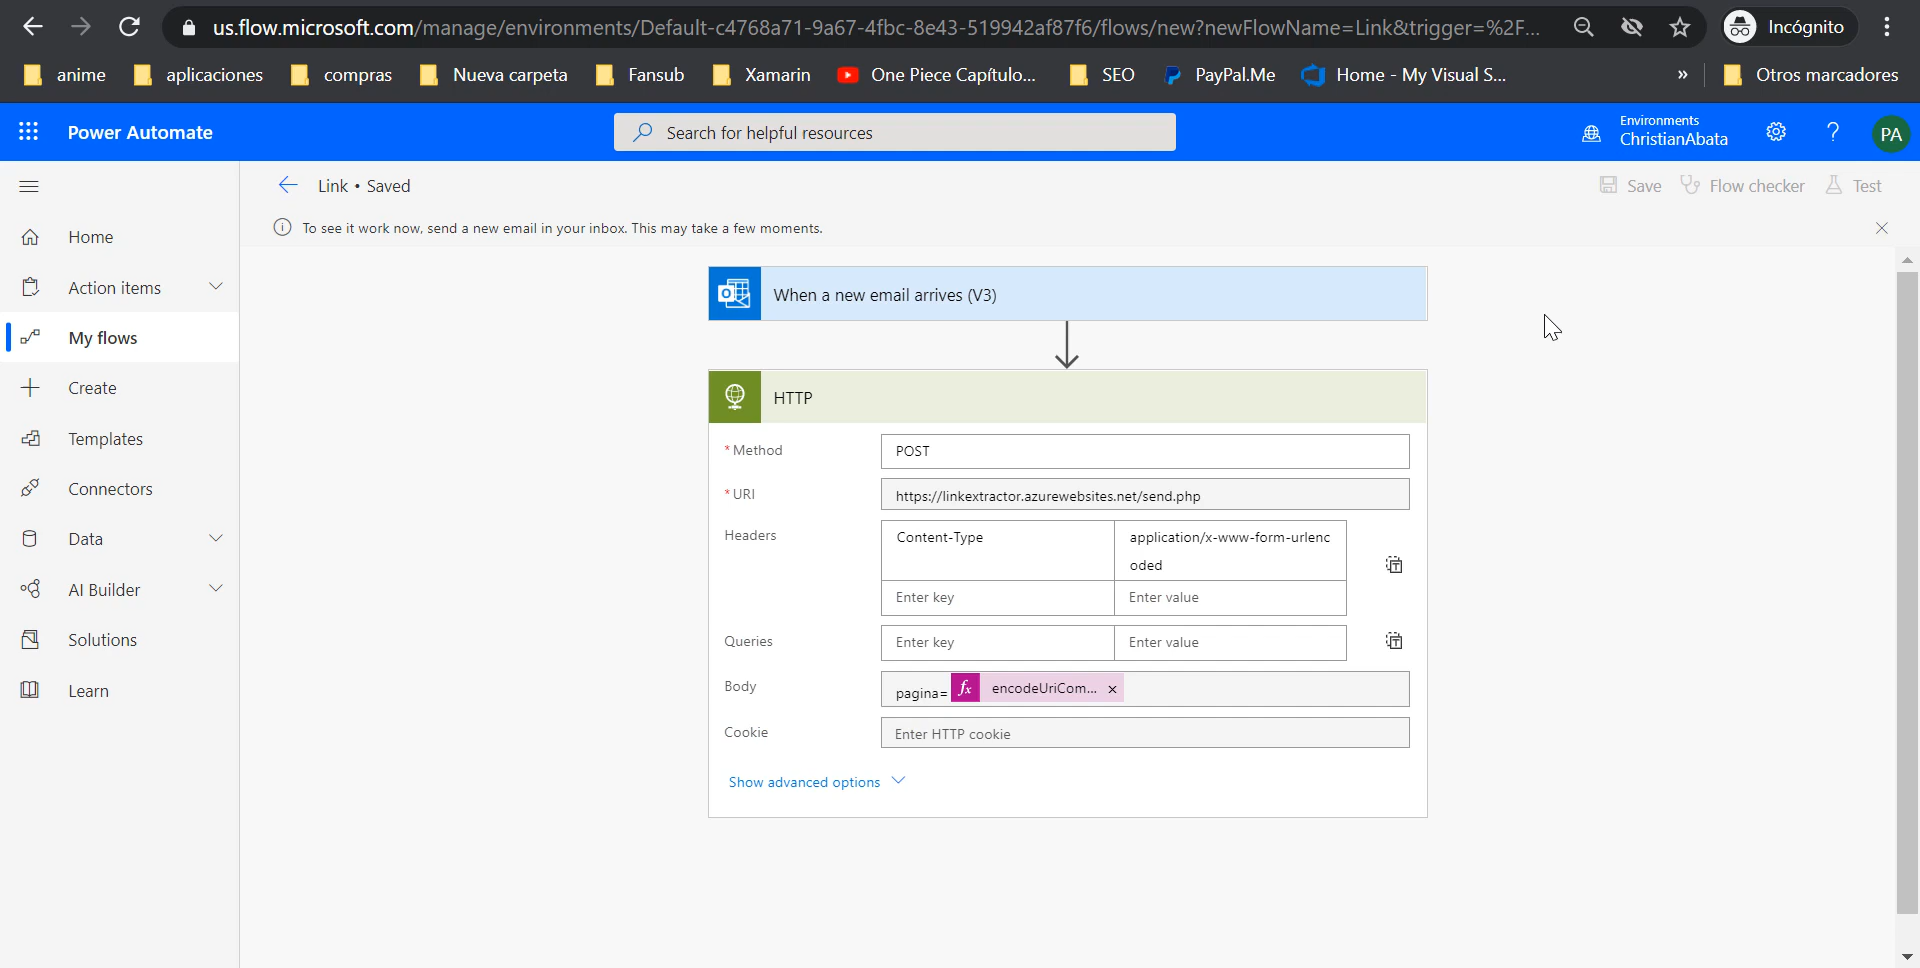 us.flow.microsoft.com/manage/environments/Default-c4768a71-9a67-4fbc-8e43-519942af87f6/flows/new?newFlowName=Link&trigger=%2F...
Incógnito
anime
aplicaciones
compras
Nueva carpeta
Fansub
Xamarin
One Piece Capítulo...
SEO
PayPal.Me
Home - My Visual S...
»
Otros marcadores
Power Automate
Search for helpful resources
Environments
ChristianAbata
?
PA
Link • Saved
Save
Flow checker
Test
To see it work now, send a new email in your inbox. This may take a few moments.
Home
Action items
My flows
Create
Templates
Connectors
Data
AI Builder
Solutions
Learn
When a new email arrives (V3)
HTTP
* Method
POST
* URI
https://linkextractor.azurewebsites.net/send.php
Headers
Content-Type
application/x-www-form-urlenc
oded
Enter key
Enter value
Queries
Enter key
Enter value
Body
pagina= fx encodeUriCom... ×
Cookie
Enter HTTP cookie
Show advanced options